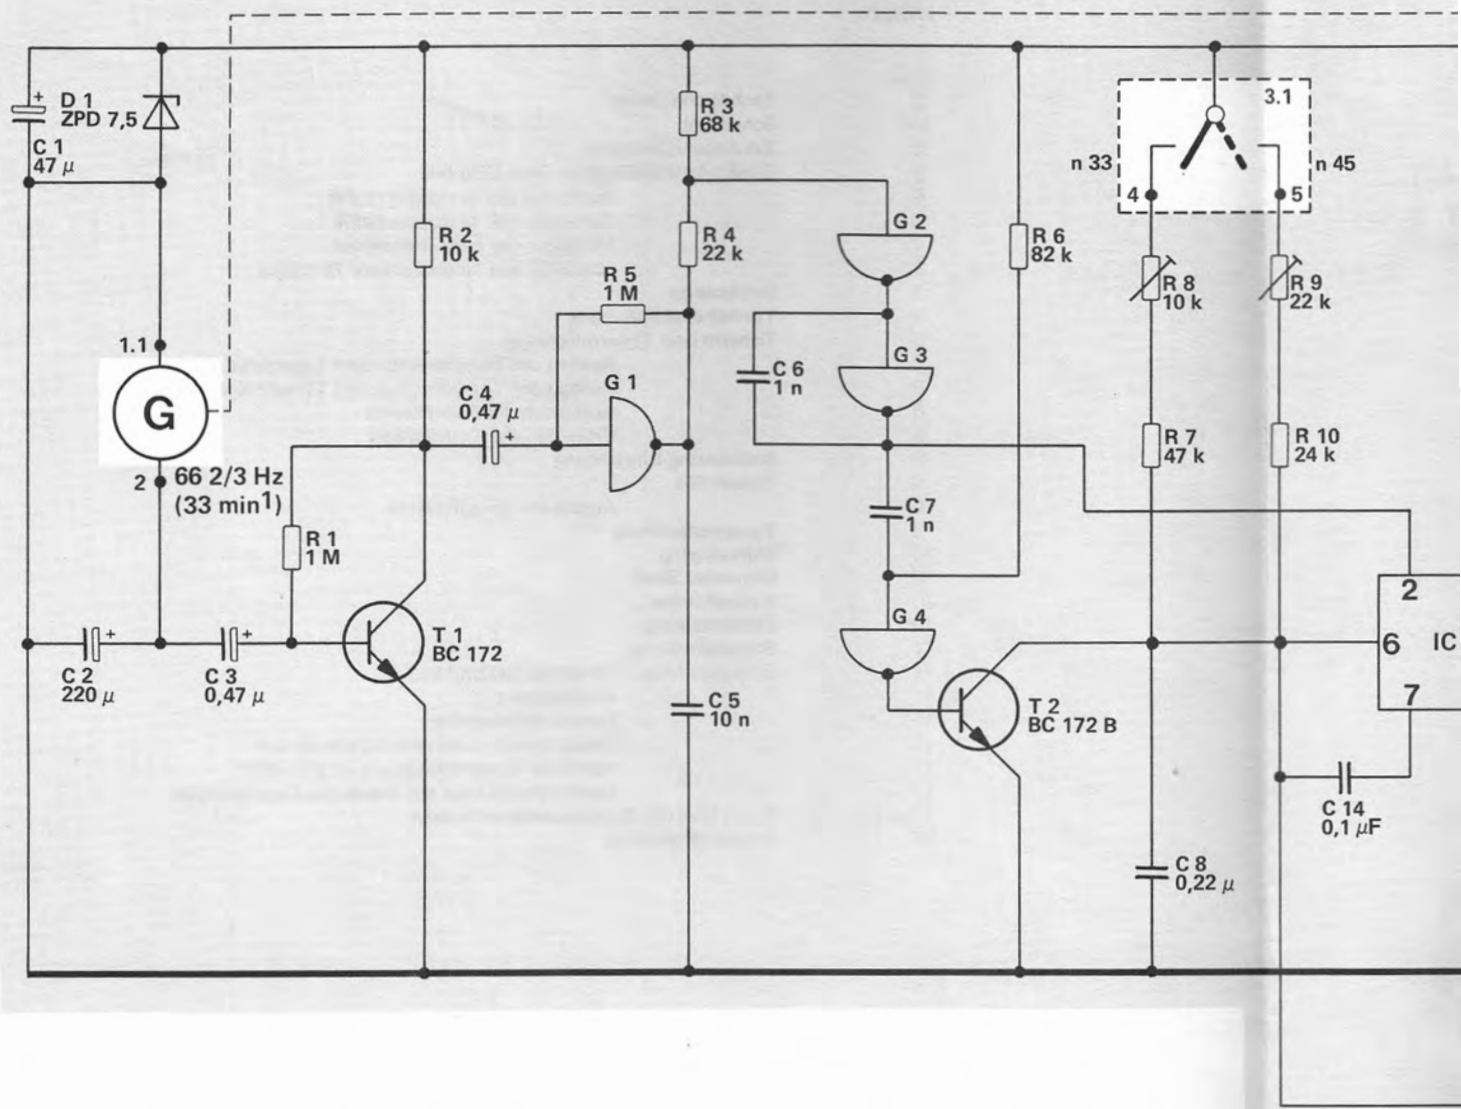 D 1
ZPD 7,5
C 1
47 μ
R 3
68 k
3.1
n 33
n 45
4
5
R 2
10 k
R 4
22 k
G 2
R 6
82 k
R 5
1 M
R 8
10 k
R 9
22 k
1.1
G
G 1
C 6
1 n
G 3
C 4
0,47 μ
R 7
47 k
R 10
24 k
2
66 2/3 Hz
(33 min1)
C 7
1 n
R 1
1 M
G 4
2
6
IC
7
T 1
BC 172
C 2
220 μ
C 3
0,47 μ
C 5
10 n
T 2
BC 172 B
C 14
0,1 μF
C 8
0,22 μ